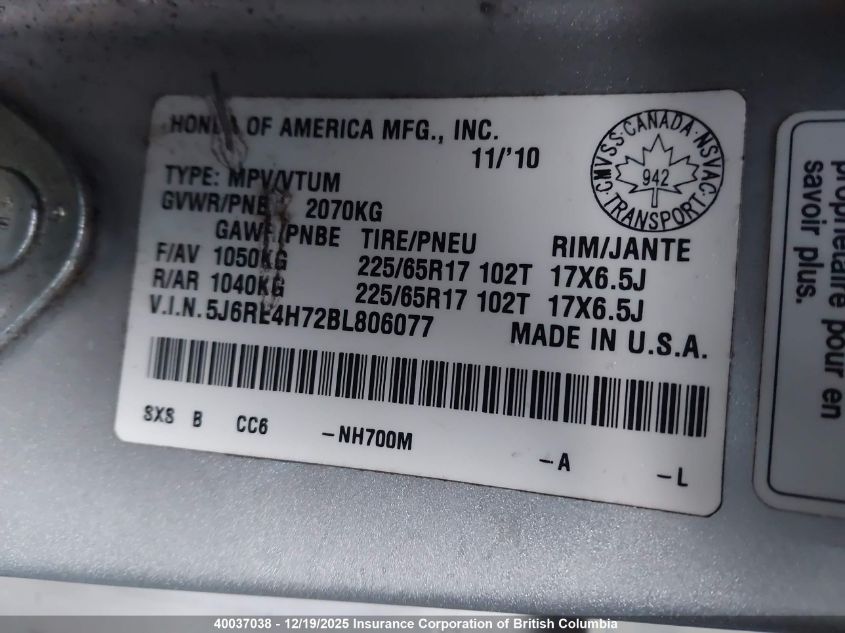 HONDA OF AMERICA MFG., INC.
11/'10
TYPE: MPV/VTUM
GVWR/PNBE 2070KG
GAWR/PNBE TIRE/PNEU RIM/JANTE
F/AV 1050KG 225/65R17 102T 17X6.5J
R/AR 1040KG 225/65R17 102T 17X6.5J
V.I.N. 5J6RE4H72BL806077 MADE IN U.S.A.
SXS B CC6 -NH700M -A -L
CMVSS·CANADA·NSVAC
942
TRANSPORT
propriétaire pour en
savoir plus.
40037038 - 12/19/2025 Insurance Corporation of British Columbia